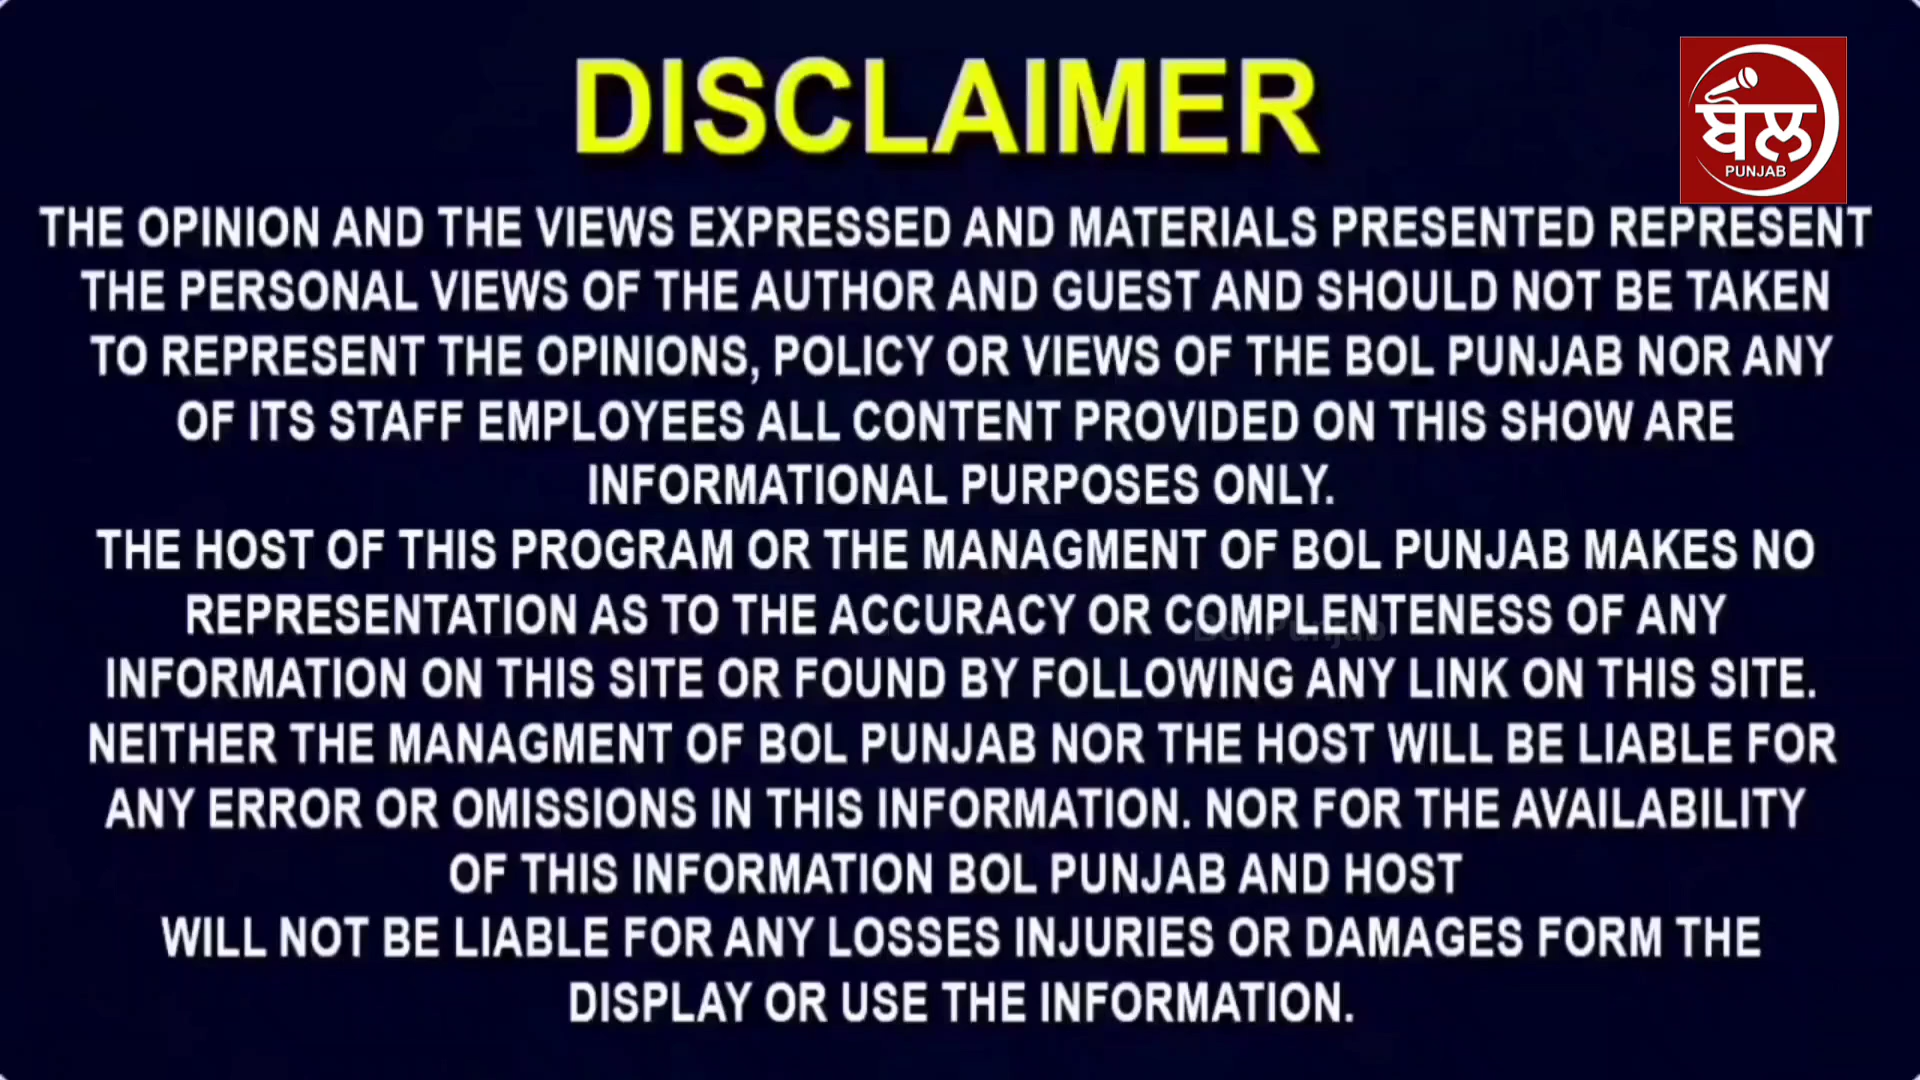 DISCLAIMER
ਬੋਲ
PUNJAB
THE OPINION AND THE VIEWS EXPRESSED AND MATERIALS PRESENTED REPRESENT
THE PERSONAL VIEWS OF THE AUTHOR AND GUEST AND SHOULD NOT BE TAKEN
TO REPRESENT THE OPINIONS, POLICY OR VIEWS OF THE BOL PUNJAB NOR ANY
OF ITS STAFF EMPLOYEES ALL CONTENT PROVIDED ON THIS SHOW ARE
INFORMATIONAL PURPOSES ONLY.
THE HOST OF THIS PROGRAM OR THE MANAGMENT OF BOL PUNJAB MAKES NO
REPRESENTATION AS TO THE ACCURACY OR COMPLENTENESS OF ANY
Bol Punjab
INFORMATION ON THIS SITE OR FOUND BY FOLLOWING ANY LINK ON THIS SITE.
NEITHER THE MANAGMENT OF BOL PUNJAB NOR THE HOST WILL BE LIABLE FOR
ANY ERROR OR OMISSIONS IN THIS INFORMATION. NOR FOR THE AVAILABILITY
OF THIS INFORMATION BOL PUNJAB AND HOST
WILL NOT BE LIABLE FOR ANY LOSSES INJURIES OR DAMAGES FORM THE
DISPLAY OR USE THE INFORMATION.